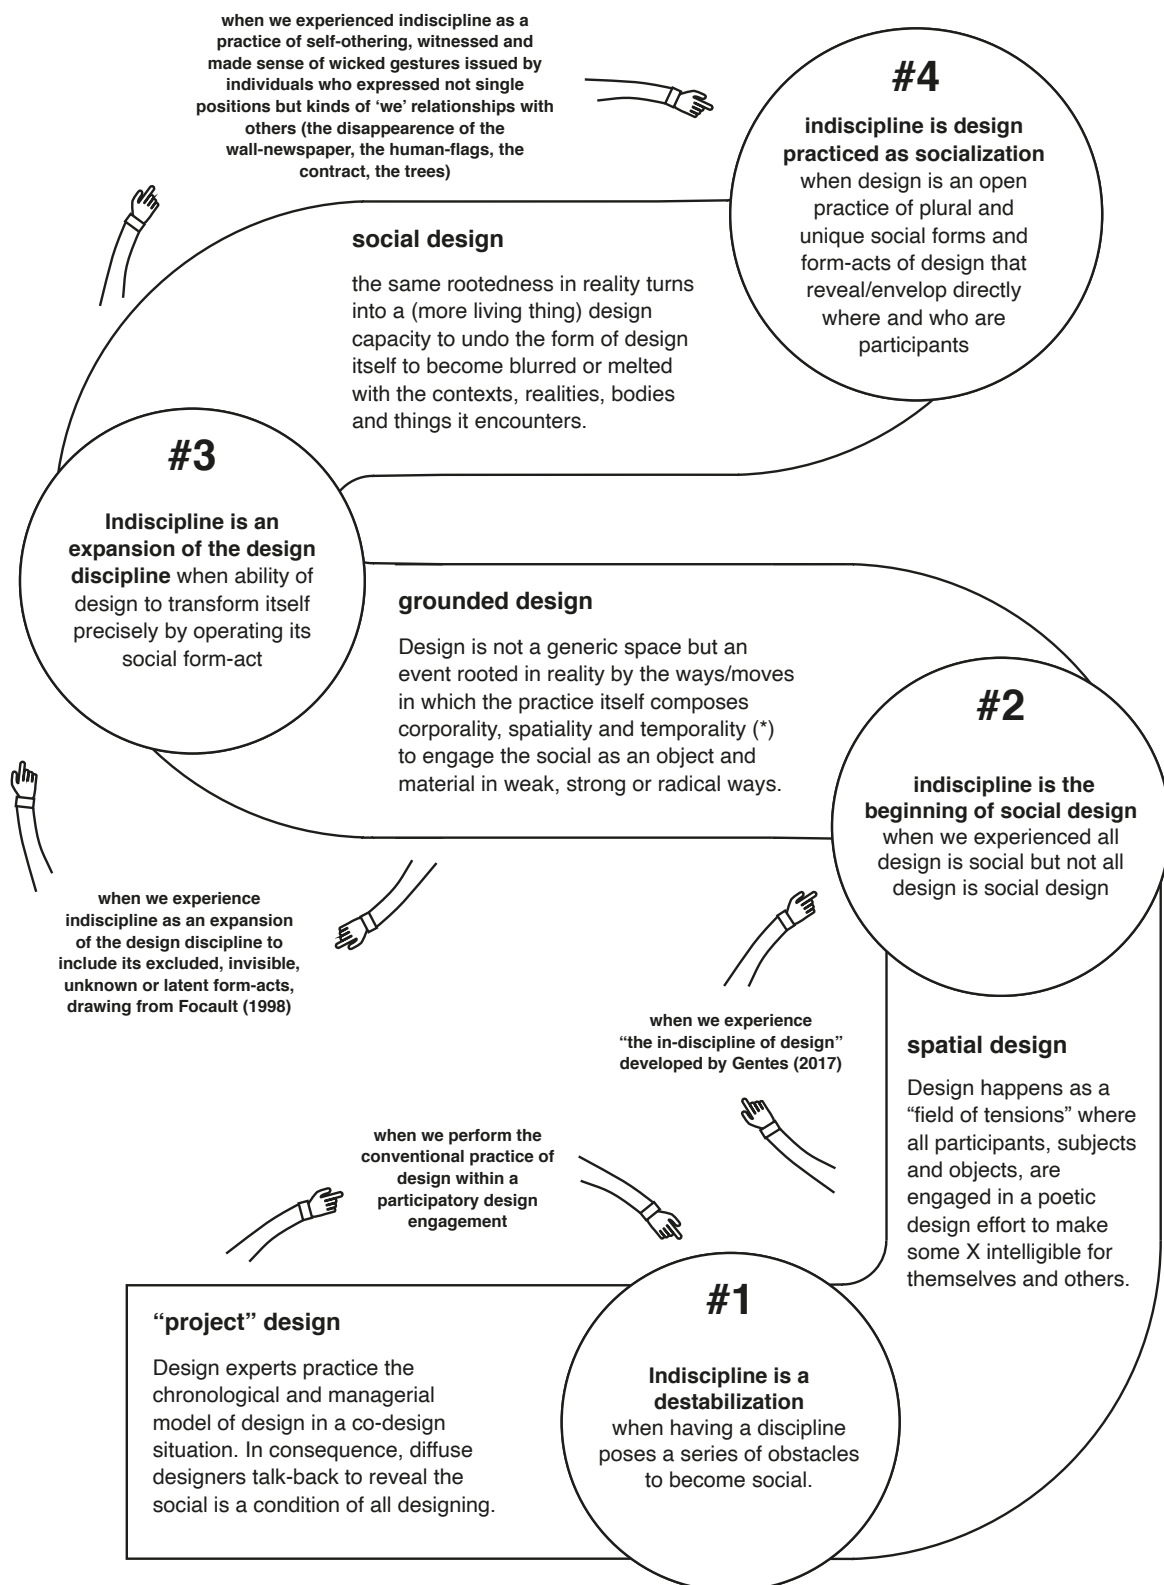 when we experienced indiscipline as a
practice of self-othering, witnessed and
made sense of wicked gestures issued by
individuals who expressed not single
positions but kinds of ‘we’ relationships with
others (the disappearance of the
wall-newspaper, the human-flags, the
contract, the trees)
#4
indiscipline is design
practiced as socialization
when design is an open
practice of plural and
unique social forms and
form-acts of design that
reveal/envelop directly
where and who are
participants
social design
the same rootedness in reality turns
into a (more living thing) design
capacity to undo the form of design
itself to become blurred or melted
with the contexts, realities, bodies
and things it encounters.
#3
Indiscipline is an
expansion of the design
discipline when ability of
design to transform itself
precisely by operating its
social form-act
grounded design
Design is not a generic space but an
event rooted in reality by the ways/moves
in which the practice itself composes
corporality, spatiality and temporality (*)
to engage the social as an object and
material in weak, strong or radical ways.
#2
indiscipline is the
beginning of social design
when we experienced all
design is social but not all
design is social design
when we experience
indiscipline as an expansion
of the design discipline to
include its excluded, invisible,
unknown or latent form-acts,
drawing from Focault (1998)
when we experience
“the in-discipline of design”
developed by Gentes (2017)
spatial design
Design happens as a
“field of tensions” where
all participants, subjects
and objects, are
engaged in a poetic
design effort to make
some X intelligible for
themselves and others.
when we perform the
conventional practice of
design within a
participatory design
engagement
“project” design
Design experts practice the
chronological and managerial
model of design in a co-design
situation. In consequence, diffuse
designers talk-back to reveal the
social is a condition of all designing.
#1
Indiscipline is a
destabilization
when having a discipline
poses a series of obstacles
to become social.